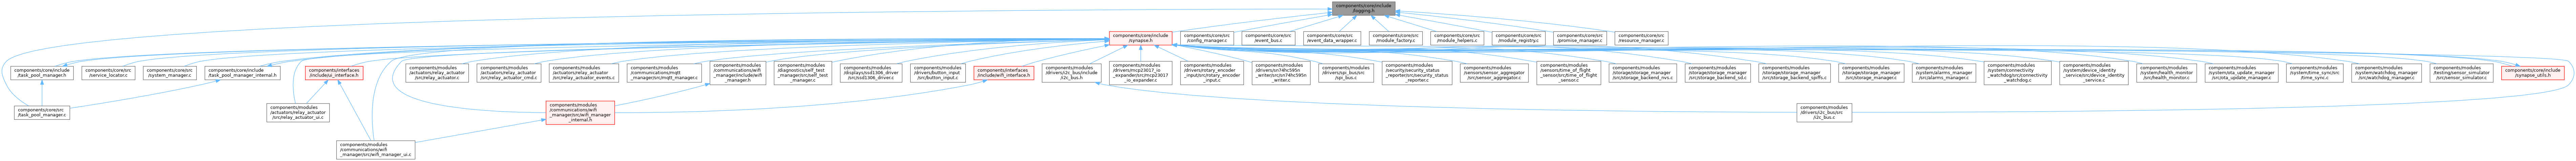 components/core/include
/logging.h
components/core/include
/synapse.h
components/core/src
/config_manager.c
components/core/src
/event_bus.c
components/core/src
/event_data_wrapper.c
components/core/src
/module_factory.c
components/core/src
/module_helpers.c
components/core/src
/module_registry.c
components/core/src
/promise_manager.c
components/core/src
/resource_manager.c
components/core/include
/task_pool_manager.h
components/core/src
/service_locator.c
components/core/src
/system_manager.c
components/core/include
/task_pool_manager_internal.h
components/interfaces
/include/ui_interface.h
components/modules
/actuators/relay_actuator
/src/relay_actuator.c
components/modules
/actuators/relay_actuator
/src/relay_actuator_cmd.c
components/modules
/actuators/relay_actuator
/src/relay_actuator_events.c
components/modules
/communications/mqtt
_manager/src/mqtt_manager.c
components/modules
/communications/wifi
_manager/include/wifi
_manager.h
components/modules
/diagnostics/self_test
_manager/src/self_test
_manager.c
components/modules
/displays/ssd1306_driver
/src/ssd1306_driver.c
components/modules
/drivers/button_input
/src/button_input.c
components/interfaces
/include/wifi_interface.h
components/modules
/drivers/i2c_bus/include
/i2c_bus.h
components/modules
/drivers/mcp23017_io
_expander/src/mcp23017
_io_expander.c
components/modules
/drivers/rotary_encoder
_input/src/rotary_encoder
_input.c
components/modules
/drivers/sn74hc595n
_writer/src/sn74hc595n
_writer.c
components/modules
/drivers/spi_bus/src
/spi_bus.c
components/modules
/security/security_status
_reporter/src/security_status
_reporter.c
components/modules
/sensors/sensor_aggregator
/src/sensor_aggregator.c
components/modules
/sensors/time_of_flight
_sensor/src/time_of_flight
_sensor.c
components/modules
/storage/storage_manager
/src/storage_backend_nvs.c
components/modules
/storage/storage_manager
/src/storage_backend_sd.c
components/modules
/storage/storage_manager
/src/storage_backend_spiffs.c
components/modules
/storage/storage_manager
/src/storage_manager.c
components/modules
/system/alarms_manager
/src/alarms_manager.c
components/modules
/system/connectivity
_watchdog/src/connectivity
_watchdog.c
components/modules
/system/device_identity
_service/src/device_identity
_service.c
components/modules
/system/health_monitor
/src/health_monitor.c
components/modules
/system/ota_update_manager
/src/ota_update_manager.c
components/modules
/system/time_sync/src
/time_sync.c
components/modules
/system/watchdog_manager
/src/watchdog_manager.c
components/modules
/testing/sensor_simulator
/src/sensor_simulator.c
components/core/include
/synapse_utils.h
components/core/src
/task_pool_manager.c
components/modules
/actuators/relay_actuator
/src/relay_actuator_ui.c
components/modules
/communications/wifi
_manager/src/wifi_manager
_internal.h
components/modules
/drivers/i2c_bus/src
/i2c_bus.c
components/modules
/communications/wifi
_manager/src/wifi_manager_ui.c